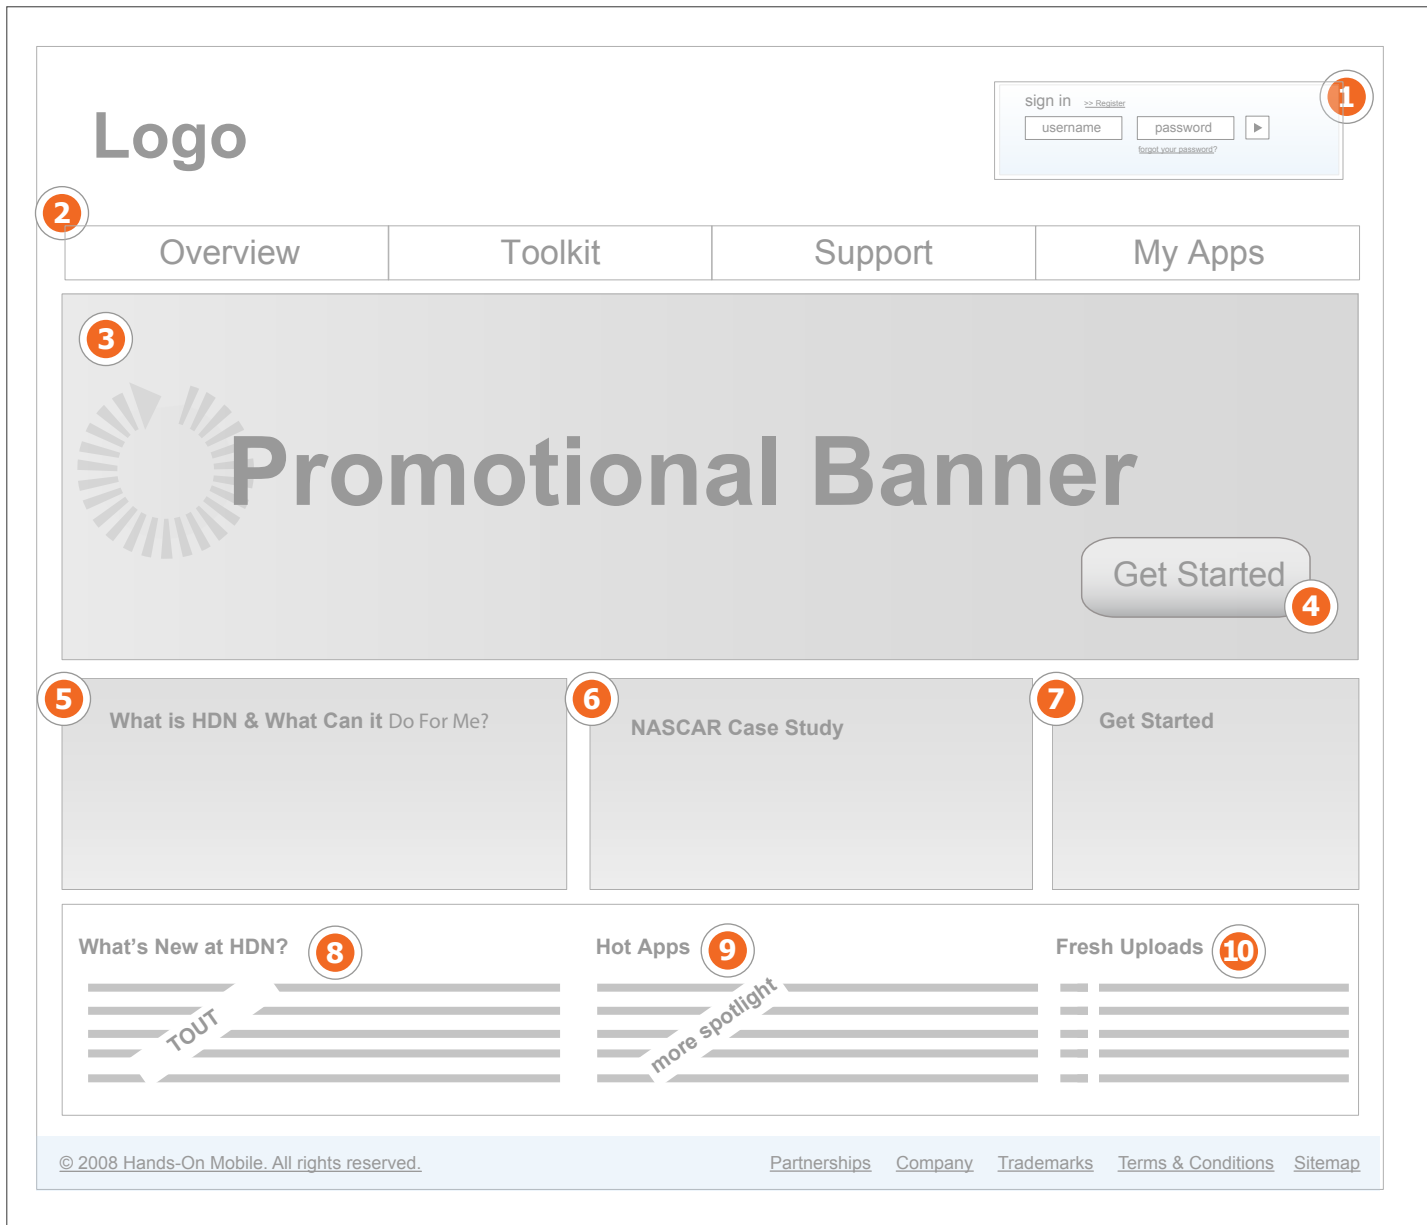 1
sign in >> Register
username password
forgot your password?
Logo
2
Overview Toolkit Support My Apps
3
Promotional Banner
Get Started
4
5
What is HDN & What Can it Do For Me?
6
NASCAR Case Study
7
Get Started
What's New at HDN? 8
TOUT
Hot Apps 9
more spotlight
Fresh Uploads 10
© 2008 Hands-On Mobile. All rights reserved. Partnerships Company Trademarks Terms & Conditions Sitemap